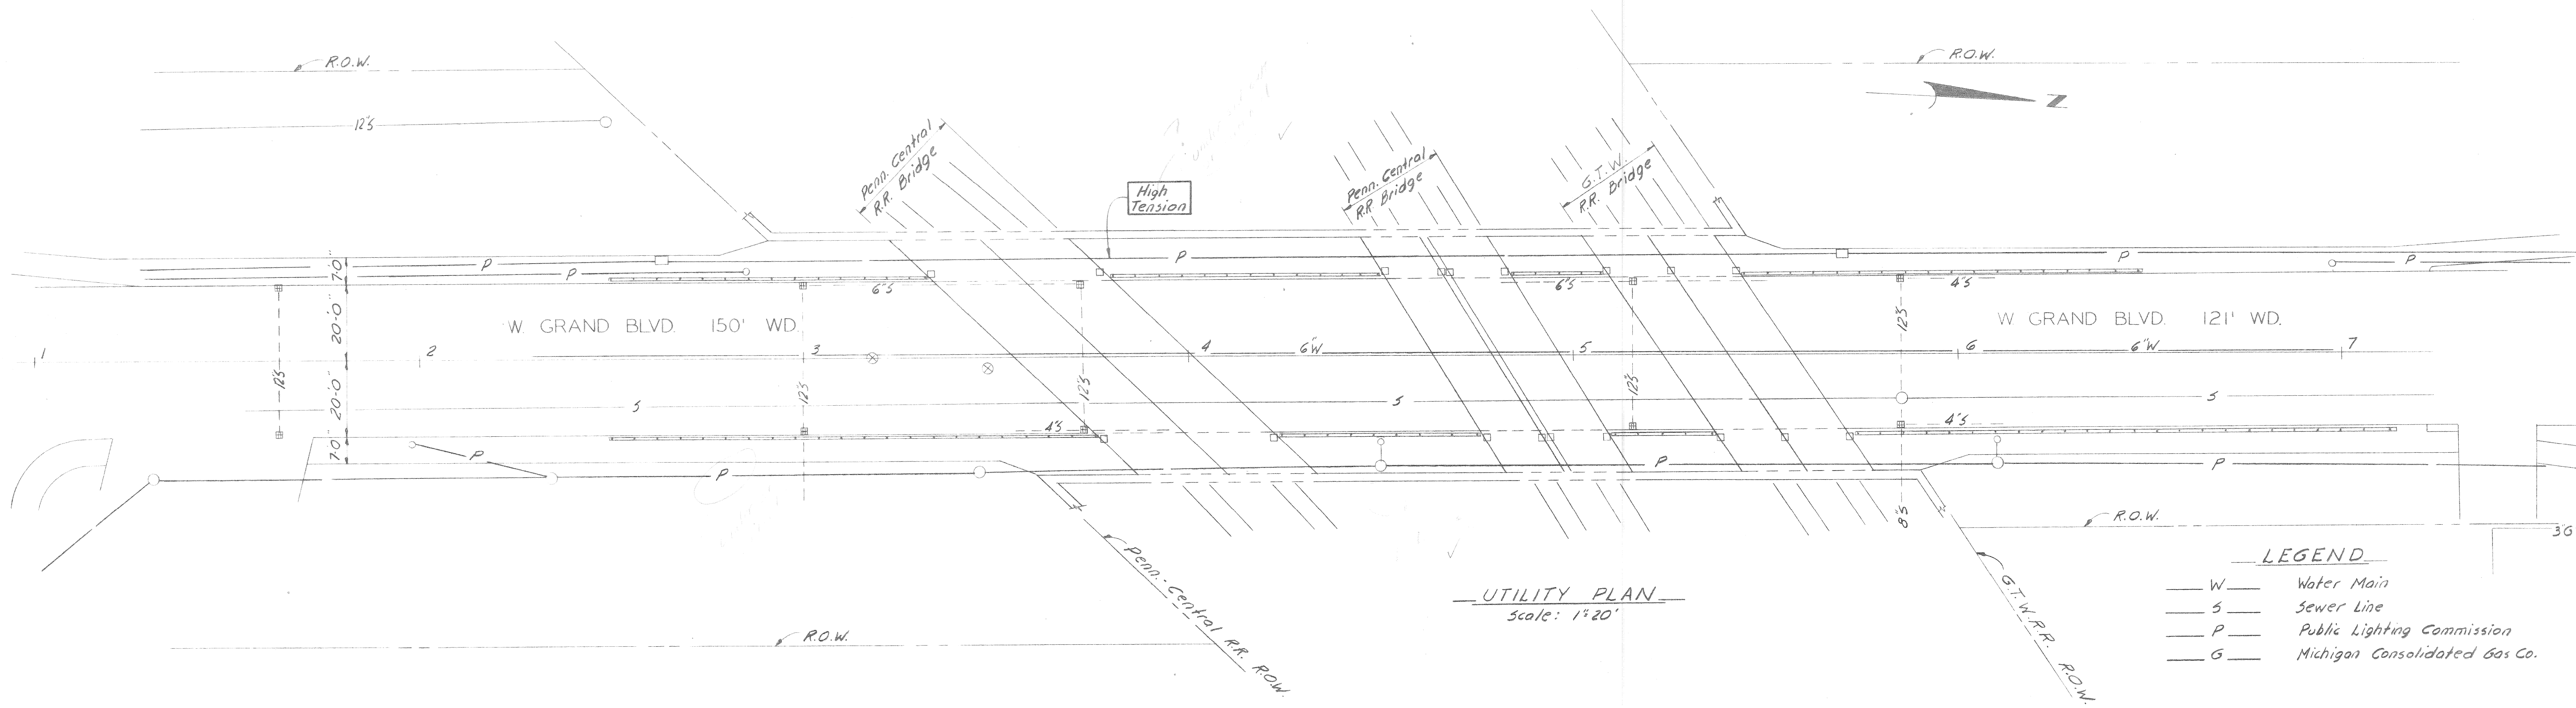 R.O.W.
R.O.W.
N
12"S
Penn. Central
R.R. Bridge
High
Tension
Penn. Central
R.R. Bridge
G.T.W.
R.R. Bridge
P
P
P
P
P
7'-0"
20'-0"
20'-0"
7'-0"
6"S
6"S
4"S
W. GRAND BLVD. 150' WD.
W. GRAND BLVD. 121' WD.
1
2
3
4
6"W
5
6
6"W
7
12"S
12"S
12"S
12"S
12"S
S
S
S
4"S
4"S
P
P
P
P
8"S
R.O.W.
3"G
Penn.-Central R.R. R.O.W.
G.T.W.R.R. R.O.W.
R.O.W.
UTILITY PLAN
Scale: 1"=20'
LEGEND
W Water Main
S Sewer Line
P Public Lighting Commission
G Michigan Consolidated Gas Co.